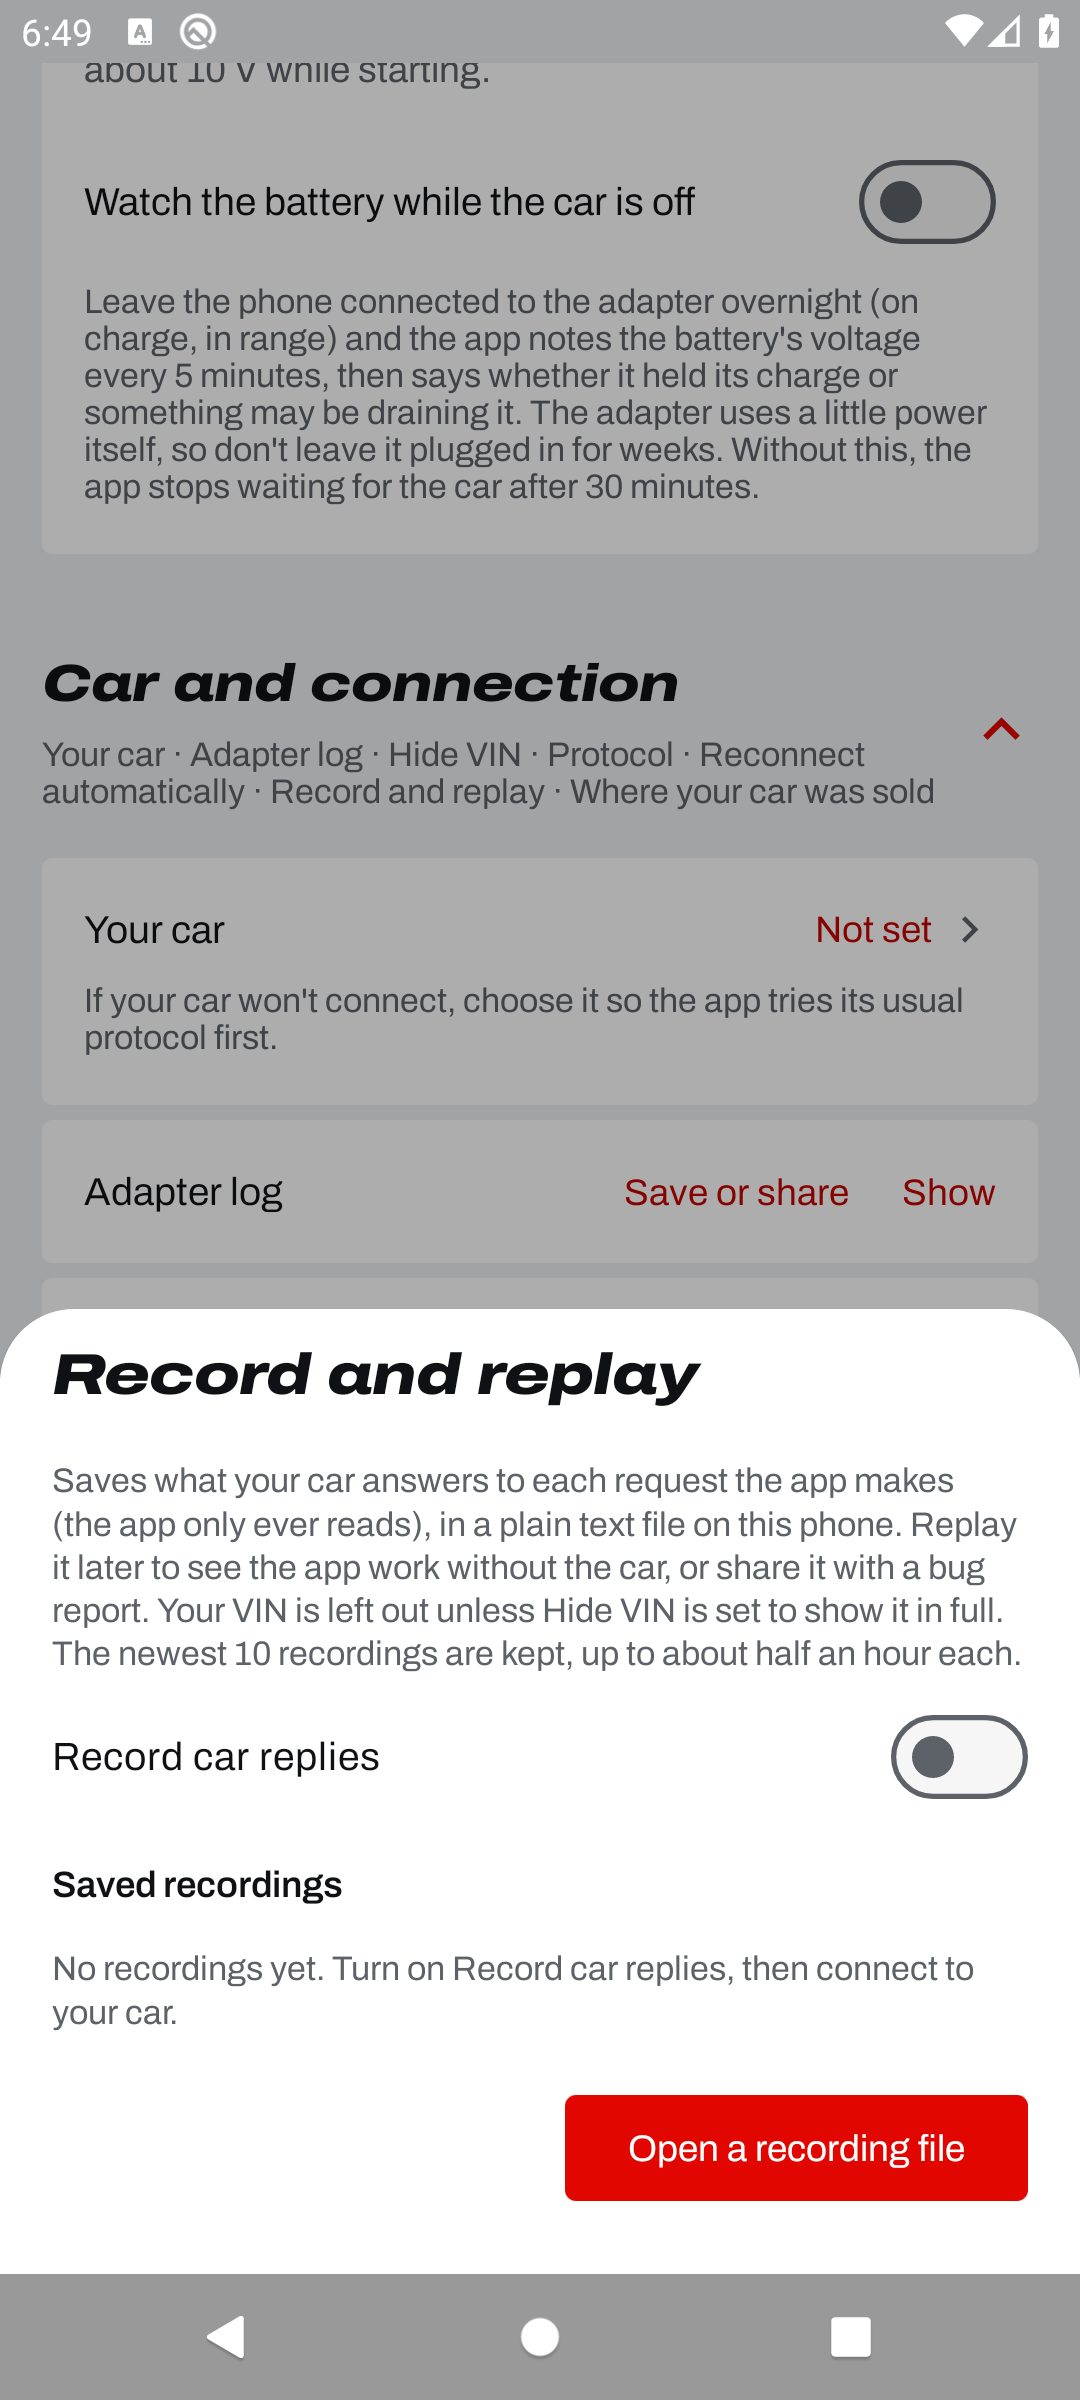 6:49
about 10 V while starting.
Watch the battery while the car is off
Leave the phone connected to the adapter overnight (on
charge, in range) and the app notes the battery's voltage
every 5 minutes, then says whether it held its charge or
something may be draining it. The adapter uses a little power
itself, so don't leave it plugged in for weeks. Without this, the
app stops waiting for the car after 30 minutes.
Car and connection
Your car · Adapter log · Hide VIN · Protocol · Reconnect
automatically · Record and replay · Where your car was sold
Your car Not set
If your car won't connect, choose it so the app tries its usual
protocol first.
Adapter log Save or share Show
Record and replay
Saves what your car answers to each request the app makes
(the app only ever reads), in a plain text file on this phone. Replay
it later to see the app work without the car, or share it with a bug
report. Your VIN is left out unless Hide VIN is set to show it in full.
The newest 10 recordings are kept, up to about half an hour each.
Record car replies
Saved recordings
No recordings yet. Turn on Record car replies, then connect to
your car.
Open a recording file